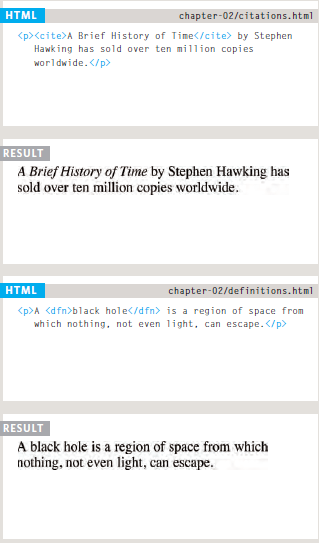 HTML chapter-02/citations.html
<p><cite>A Brief History of Time</cite> by Stephen
Hawking has sold over ten million copies
worldwide.</p>
RESULT
A Brief History of Time by Stephen Hawking has
sold over ten million copies worldwide.
HTML chapter-02/definitions.html
<p>A <dfn>black hole</dfn> is a region of space from
which nothing, not even light, can escape.</p>
RESULT
A black hole is a region of space from which
nothing, not even light, can escape.